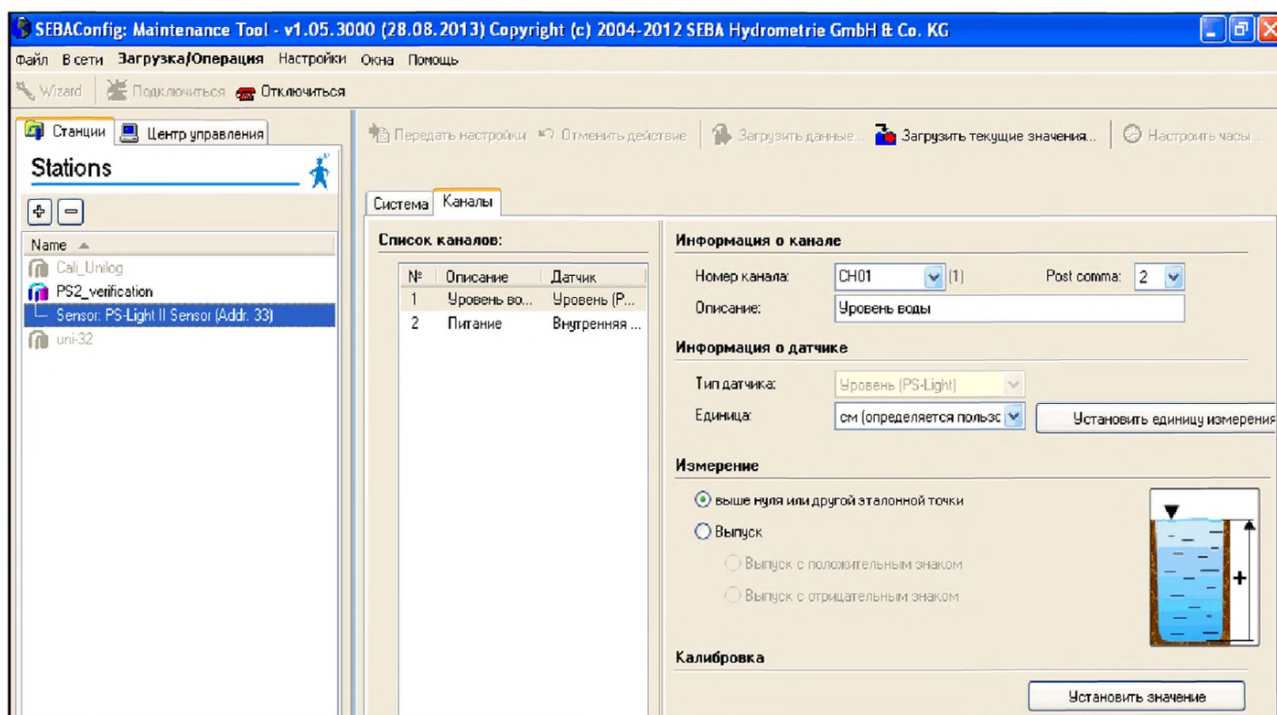 SEBAConfig: Maintenance Tool - v1.05.3000 (28.08.2013) Copyright (c) 2004-2012 SEBA Hydrometrie GmbH & Co. KG
Файл В сети Загрузка/Операция Настройки Окна Помощь
Wizard Подключиться Отключиться
Станции Центр управления
Stations
Name
Cali_Unilog
PS2_verification
Sensor: PS-Light II Sensor (Addr. 33)
uni-32
Передать настройки Отменить действие Загрузить данные... Загрузить текущие значения... Настроить часы...
Система Каналы
Список каналов:
№ Описание Датчик
1 Уровень во... Уровень (P...
2 Питание Внутренняя ...
Информация о канале
Номер канала: CH01 (1) Post comma: 2
Описание: Уровень воды
Информация о датчике
Тип датчика: Уровень (PS-Light)
Единица: см (определяется пользс Установить единицу измерения
Измерение
выше нуля или другой эталонной точки
Выпуск
Выпуск с положительным знаком
Выпуск с отрицательным знаком
+
Калибровка
Установить значение